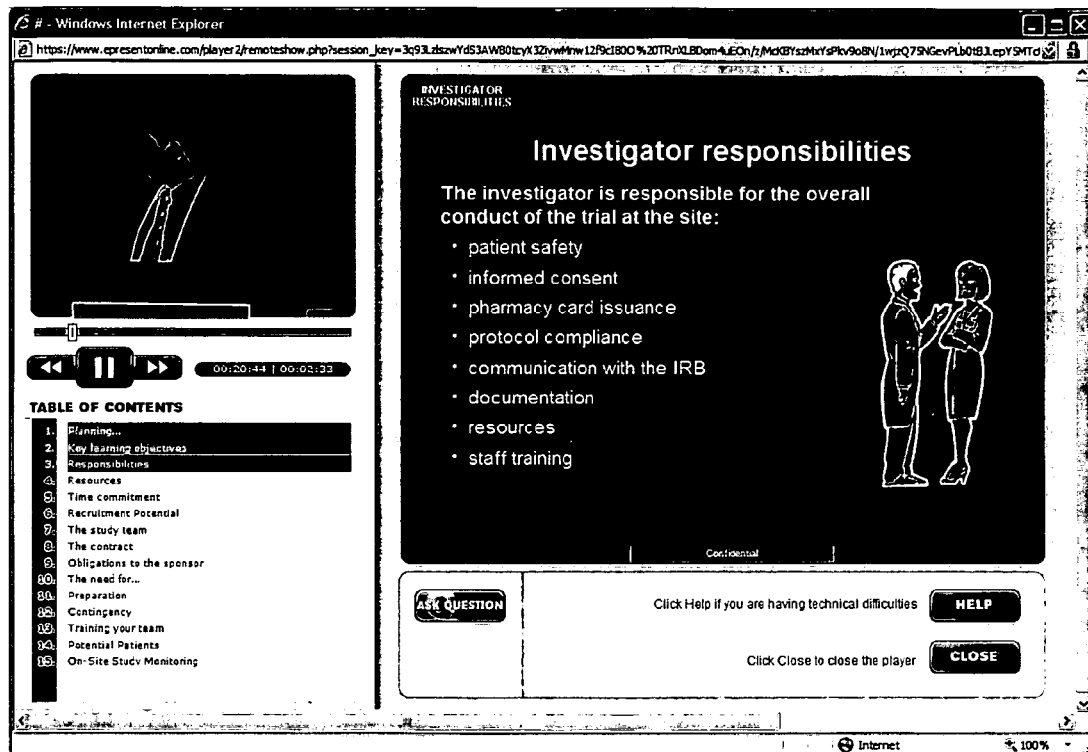 # - Windows Internet Explorer
INVESTIGATOR
RESPONSIBILITIES
Investigator responsibilities
The investigator is responsible for the overall
conduct of the trial at the site:
• patient safety
• informed consent
• pharmacy card issuance
• protocol compliance
• communication with the IRB
• documentation
• resources
• staff training
Confidential
00:20:44 | 00:02:33
TABLE OF CONTENTS
1. Planning...
2. Key learning objectives
3. Responsibilities
4. Resources
5. Time commitment
6. Recruitment Potential
7. The study team
8. The contract
9. Obligations to the sponsor
10. The need for...
11. Preparation
12. Contingency
13. Training your team
14. Potential Patients
15. On-Site Study Monitoring
ASK QUESTION
Click Help if you are having technical difficulties HELP
Click Close to close the player CLOSE
Internet 100%